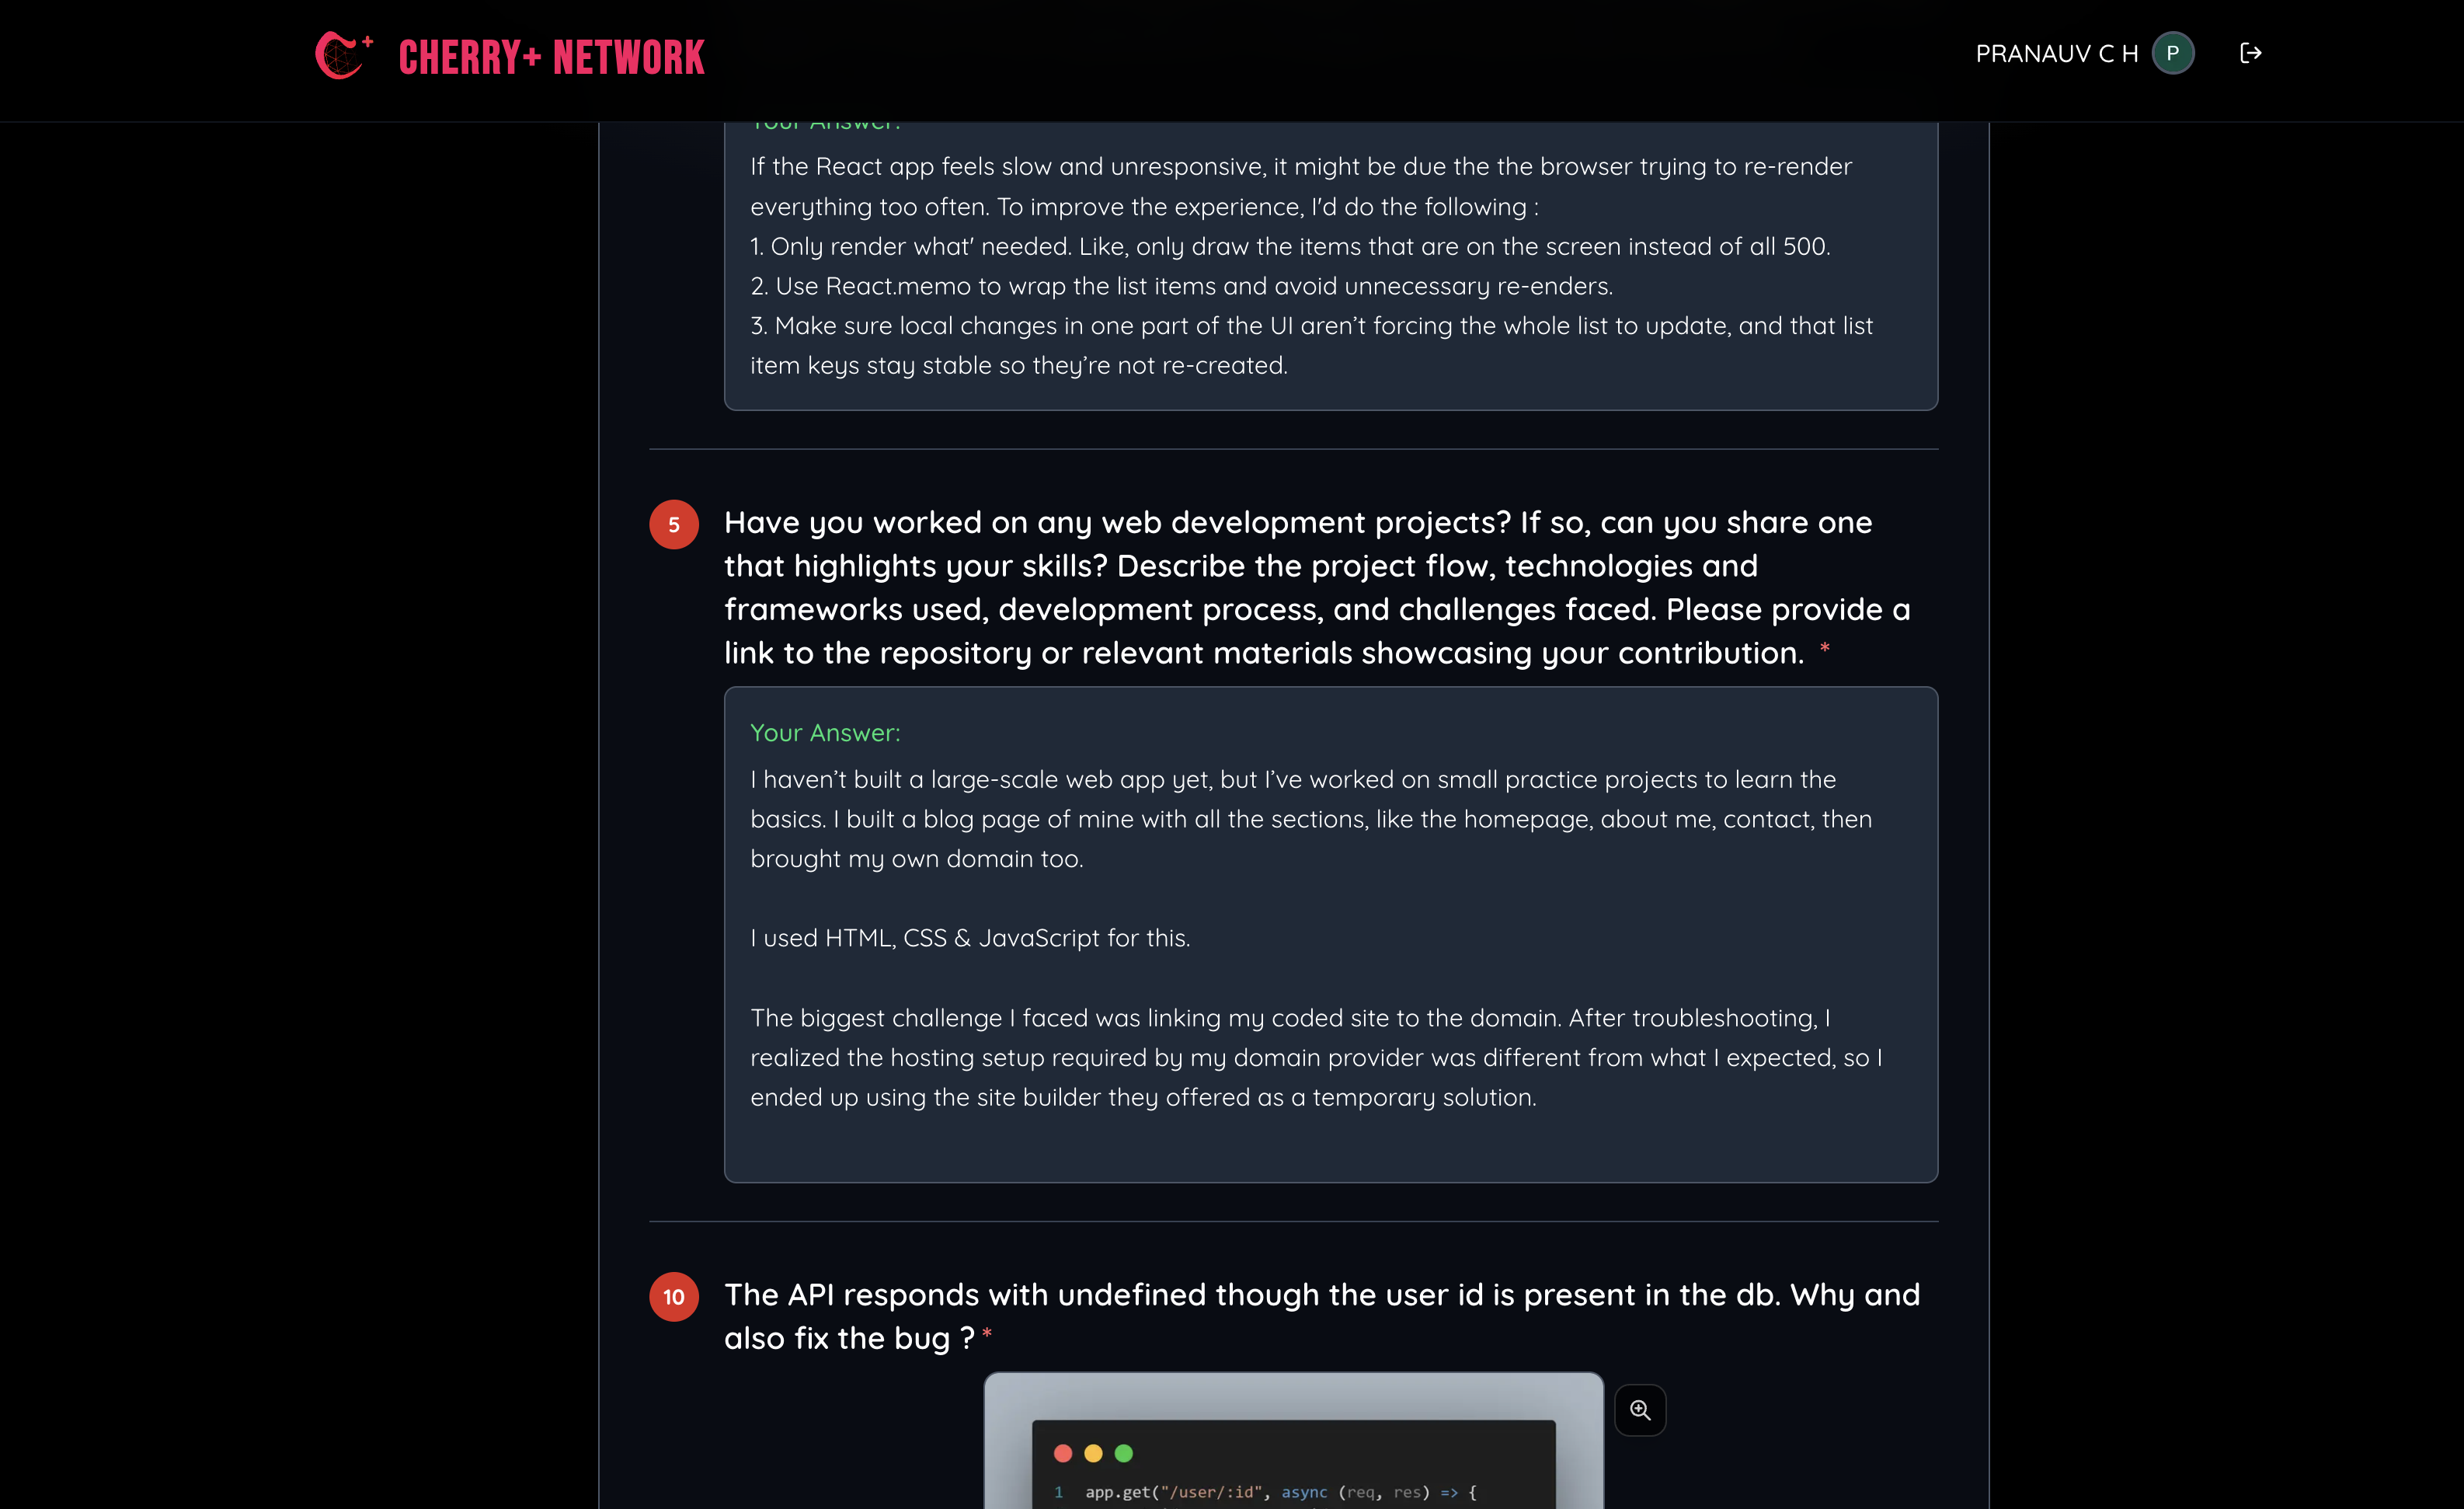 CHERRY+ NETWORK
PRANAUV C H
P
Your Answer:
If the React app feels slow and unresponsive, it might be due the the browser trying to re-render
everything too often. To improve the experience, I'd do the following :
1. Only render what' needed. Like, only draw the items that are on the screen instead of all 500.
2. Use React.memo to wrap the list items and avoid unnecessary re-enders.
3. Make sure local changes in one part of the UI aren’t forcing the whole list to update, and that list
item keys stay stable so they’re not re-created.
5
Have you worked on any web development projects? If so, can you share one
that highlights your skills? Describe the project flow, technologies and
frameworks used, development process, and challenges faced. Please provide a
link to the repository or relevant materials showcasing your contribution. *
Your Answer:
I haven’t built a large-scale web app yet, but I’ve worked on small practice projects to learn the
basics. I built a blog page of mine with all the sections, like the homepage, about me, contact, then
brought my own domain too.
I used HTML, CSS & JavaScript for this.
The biggest challenge I faced was linking my coded site to the domain. After troubleshooting, I
realized the hosting setup required by my domain provider was different from what I expected, so I
ended up using the site builder they offered as a temporary solution.
10
The API responds with undefined though the user id is present in the db. Why and
also fix the bug ? *
1 app.get("/user/:id", async (req, res) => {